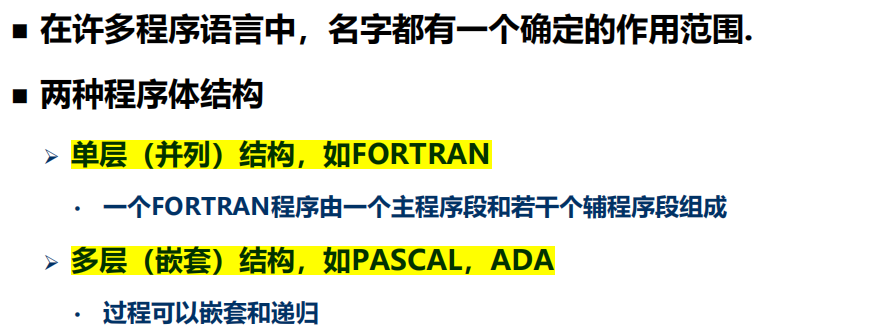 ■ 在许多程序语言中，名字都有一个确定的作用范围.
■ 两种程序体结构
➢ 单层（并列）结构，如FORTRAN
• 一个FORTRAN程序由一个主程序段和若干个辅程序段组成
➢ 多层（嵌套）结构，如PASCAL，ADA
• 过程可以嵌套和递归